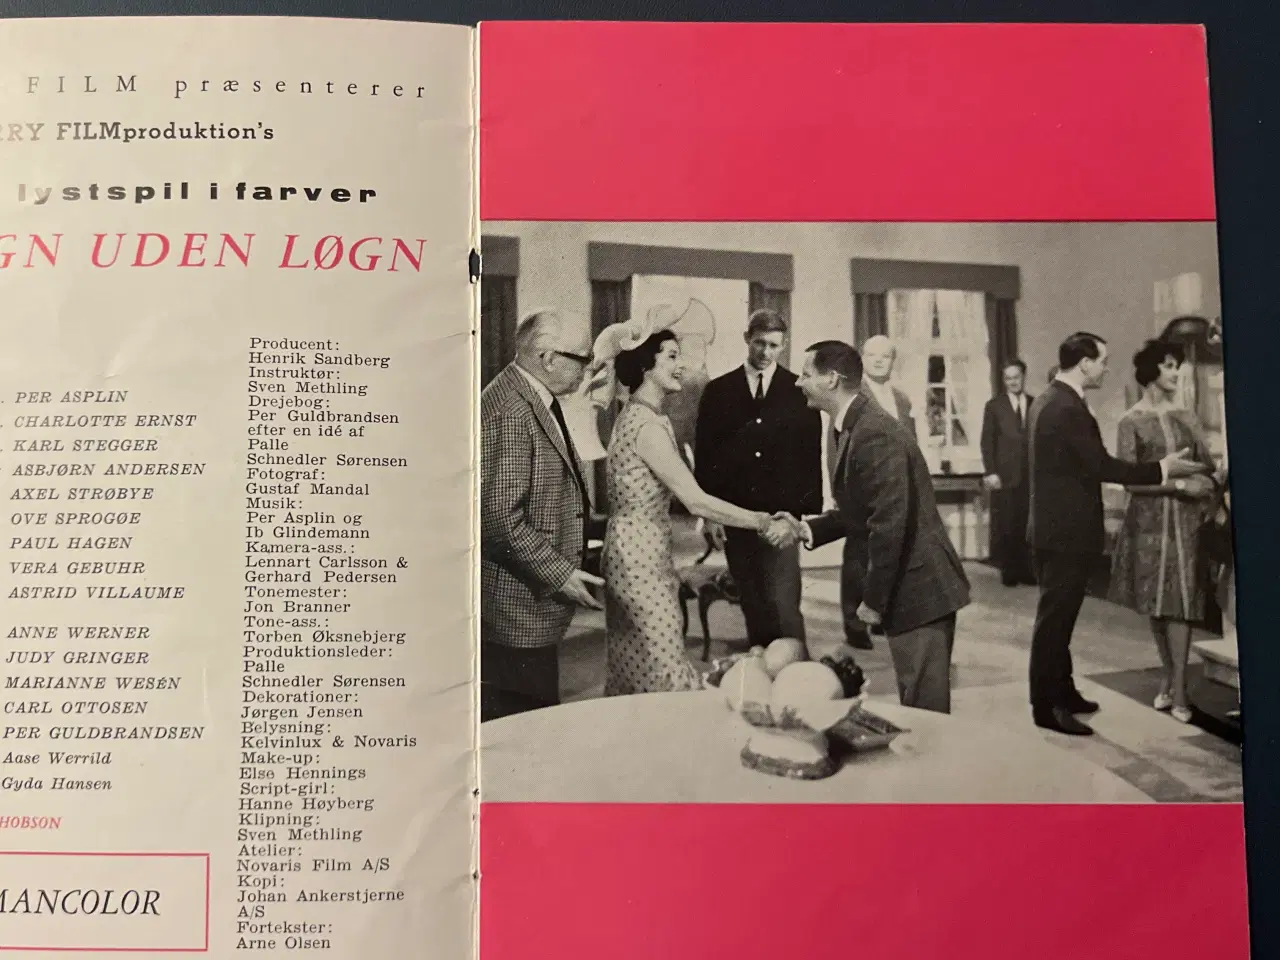 FILM præsenterer
RY FILMproduktion's
lystspil i farver
GN UDEN LØGN
PER ASPLIN
CHARLOTTE ERNST
KARL STEGGER
ASBJØRN ANDERSEN
AXEL STRØBYE
OVE SPROGØE
PAUL HAGEN
VERA GEBUHR
ASTRID VILLAUME
ANNE WERNER
JUDY GRINGER
MARIANNE WESÉN
CARL OTTOSEN
PER GULDBRANDSEN
Aase Werrild
Gyda Hansen
HOBSON
MANCOLOR
Producent:
Henrik Sandberg
Instruktør:
Sven Methling
Drejebog:
Per Guldbrandsen
efter en idé af
Palle
Schnedler Sørensen
Fotograf:
Gustaf Mandal
Musik:
Per Asplin og
Ib Glindemann
Kamera-ass.:
Lennart Carlsson &
Gerhard Pedersen
Tonemester:
Jon Branner
Tone-ass.:
Torben Øksnebjerg
Produktionsleder:
Palle
Schnedler Sørensen
Dekorationer:
Jørgen Jensen
Belysning:
Kelvinlux & Novaris
Make-up:
Else Hennings
Script-girl:
Hanne Høyberg
Klipning:
Sven Methling
Atelier:
Novaris Film A/S
Kopi:
Johan Ankerstjerne
A/S
Fortekster:
Arne Olsen